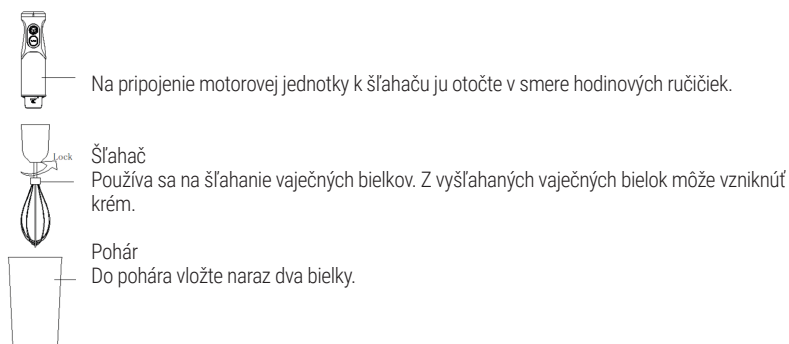 Na pripojenie motorovej jednotky k šľahaču ju otočte v smere hodinových ručičiek.
Lock
Šľahač
Používa sa na šľahanie vaječných bielkov. Z vyšľahaných vaječných bielok môže vzniknúť
krém.
Pohár
Do pohára vložte naraz dva bielky.